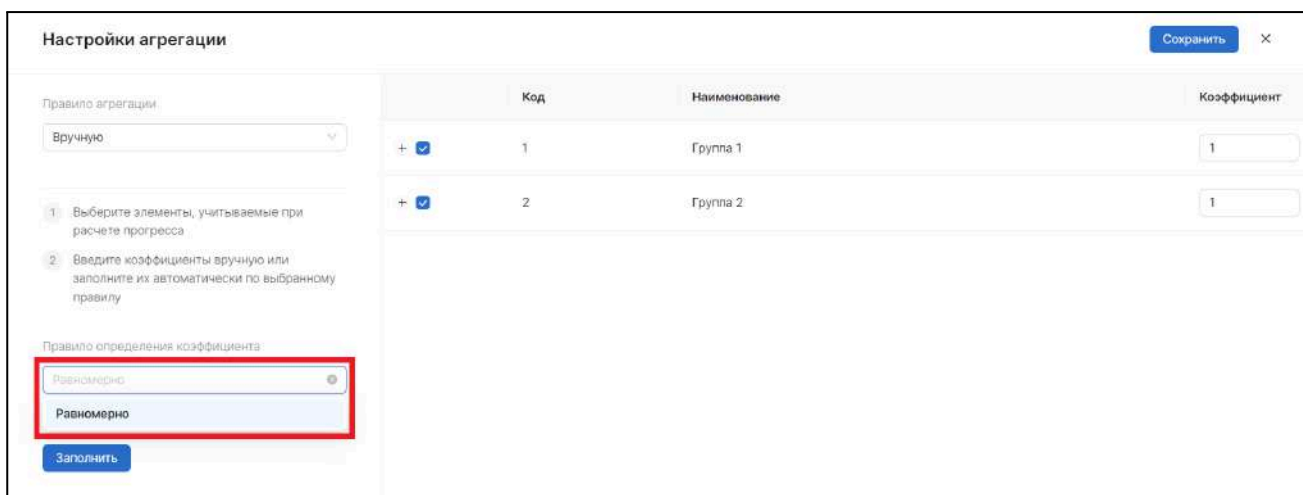 Настройки агрегации
Сохранить
Правило агрегации
Вручную
1 Выберите элементы, учитываемые при
расчете прогресса
2 Введите коэффициенты вручную или
заполните их автоматически по выбранному
правилу
Правило определения коэффициента
Равномерно
Равномерно
Заполнить
Код Наименование Коэффициент
1 Группа 1 1
2 Группа 2 1